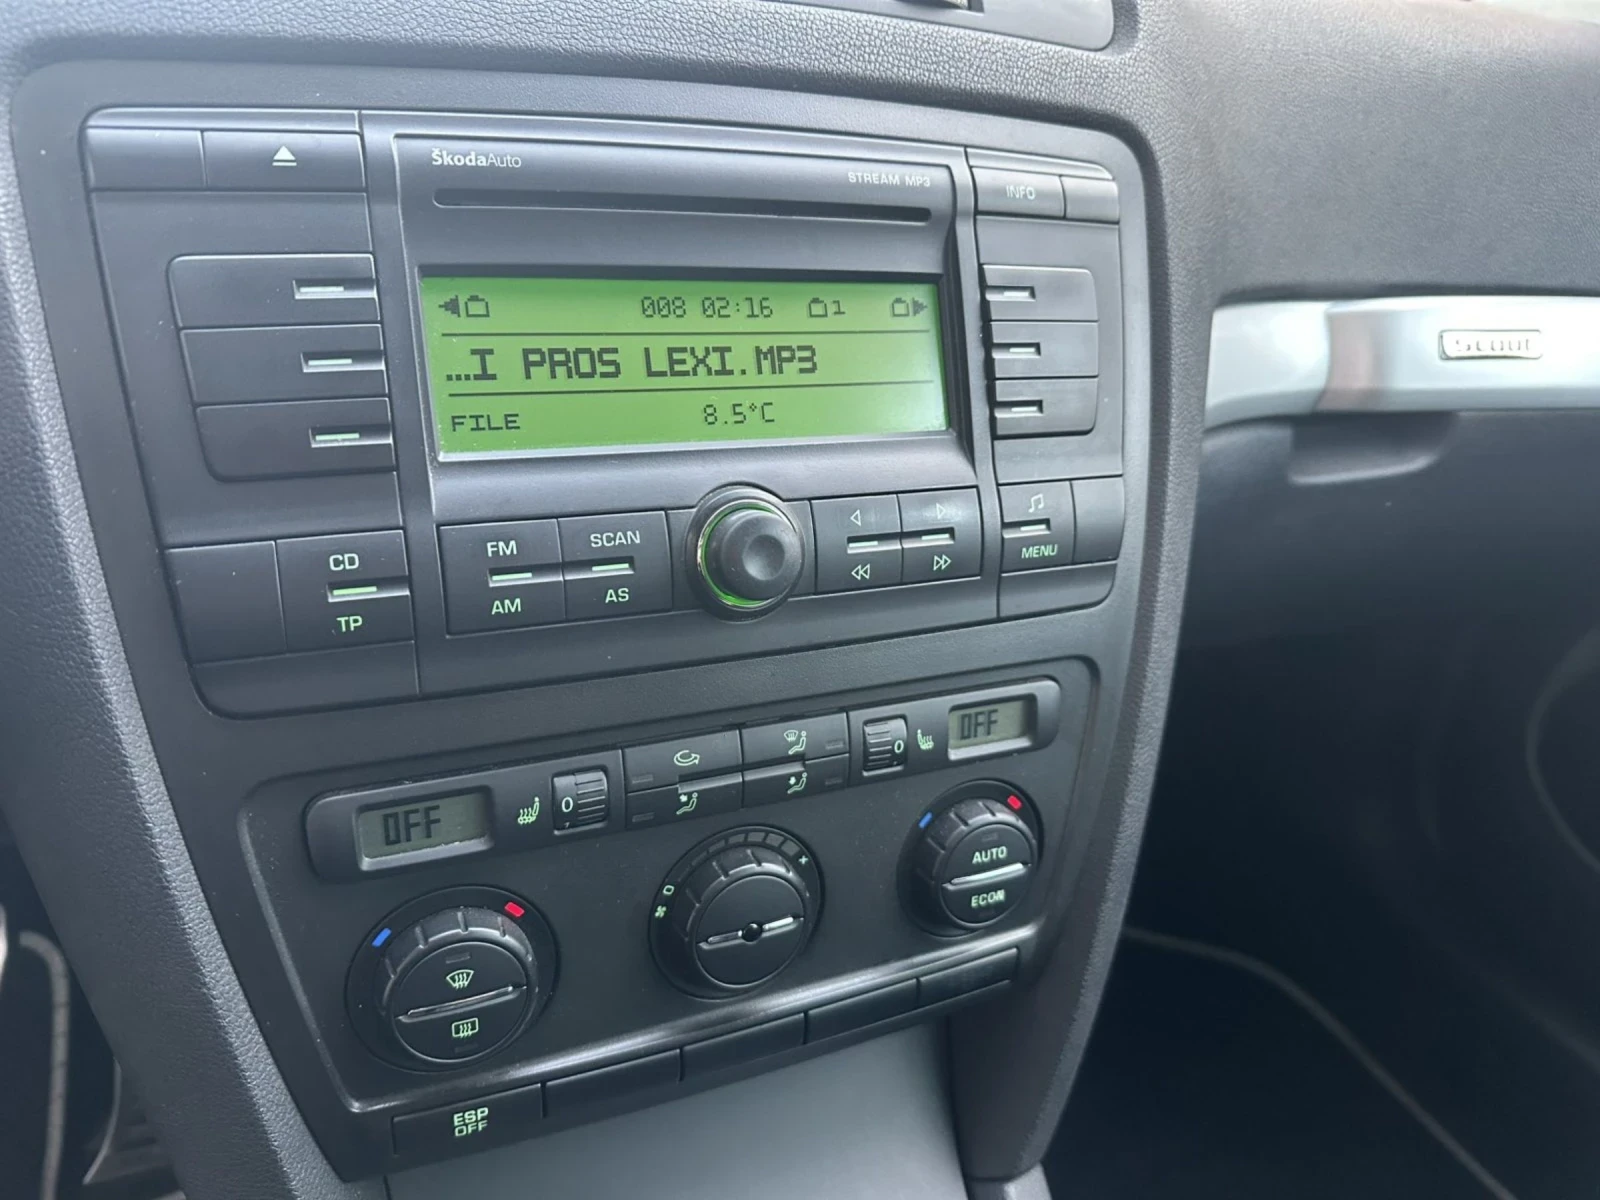 ŠkodaAuto
STREAM MP3
INFO
008 02:16 1
...I PROS LEXI.MP3
FILE 8.5°C
CD
TP
FM
AM
SCAN
AS
MENU
SCOUT
OFF
0
0
OFF
AUTO
ECON
ESP
OFF